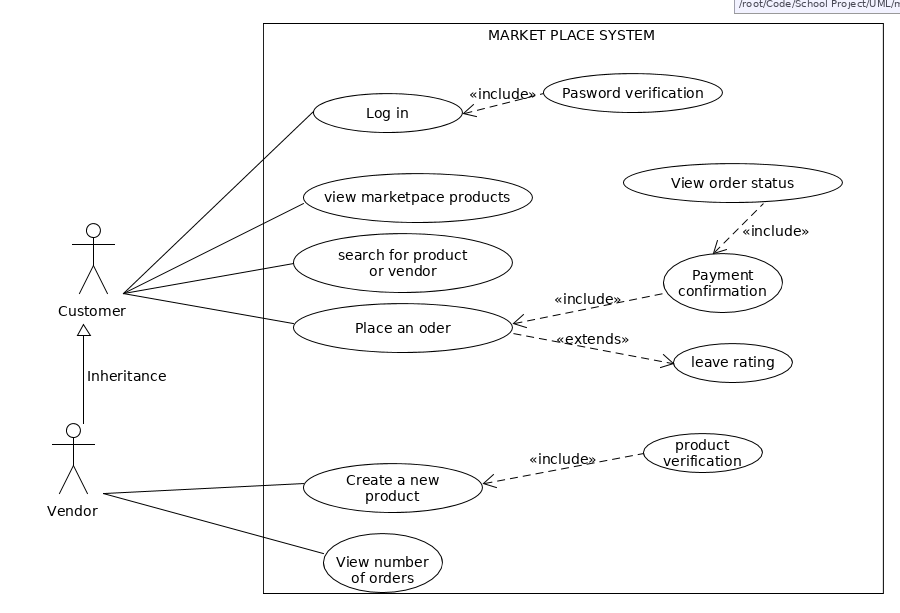 /root/Code/School Project/UML/m
MARKET PLACE SYSTEM
«include»
Pasword verification
Log in
View order status
view marketpace products
«include»
search for product
or vendor
Payment
confirmation
Customer
«include»
Place an oder
«extends»
leave rating
Inheritance
product
verification
«include»
Create a new
product
Vendor
View number
of orders